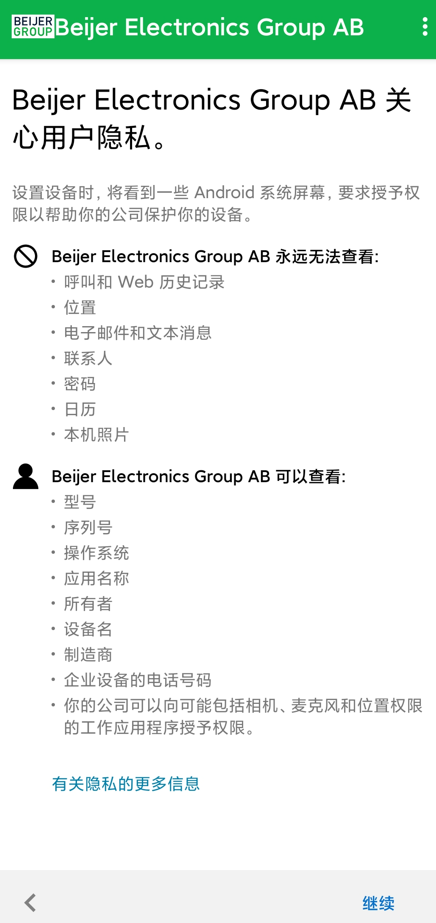 BEIJER
GROUP
Beijer Electronics Group AB
Beijer Electronics Group AB 关
心用户隐私。
设置设备时，将看到一些 Android 系统屏幕，要求授予权
限以帮助你的公司保护你的设备。
Beijer Electronics Group AB 永远无法查看:
• 呼叫和 Web 历史记录
• 位置
• 电子邮件和文本消息
• 联系人
• 密码
• 日历
• 本机照片
Beijer Electronics Group AB 可以查看:
• 型号
• 序列号
• 操作系统
• 应用名称
• 所有者
• 设备名
• 制造商
• 企业设备的电话号码
• 你的公司可以向可能包括相机、麦克风和位置权限
的工作应用程序授予权限。
有关隐私的更多信息
继续